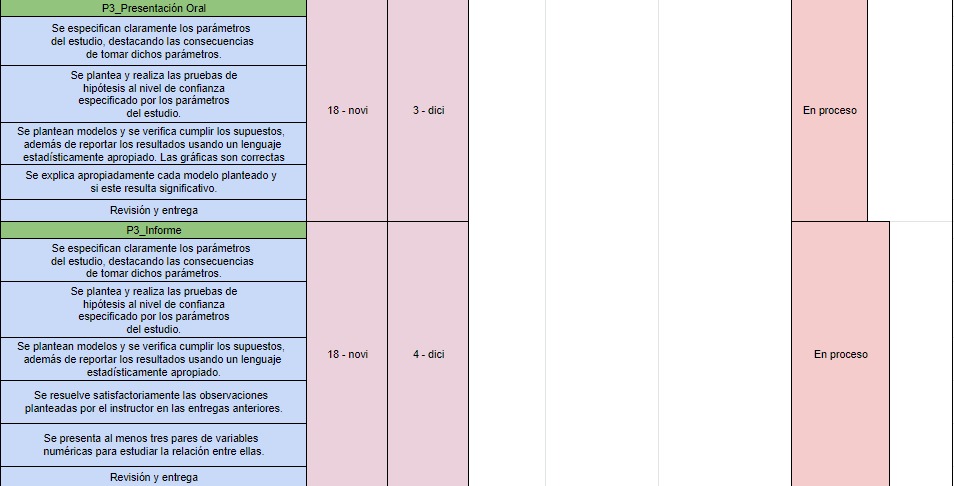 P3_Presentación Oral
Se especifican claramente los parámetros
del estudio, destacando las consecuencias
de tomar dichos parámetros.
Se plantea y realiza las pruebas de
hipótesis al nivel de confianza
especificado por los parámetros
del estudio.
18 - novi
3 - dici
En proceso
Se plantean modelos y se verifica cumplir los supuestos,
además de reportar los resultados usando un lenguaje
estadísticamente apropiado. Las gráficas son correctas
Se explica apropiadamente cada modelo planteado y
si este resulta significativo.
Revisión y entrega
P3_Informe
Se especifican claramente los parámetros
del estudio, destacando las consecuencias
de tomar dichos parámetros.
Se plantea y realiza las pruebas de
hipótesis al nivel de confianza
especificado por los parámetros
del estudio.
Se plantean modelos y se verifica cumplir los supuestos,
además de reportar los resultados usando un lenguaje
estadísticamente apropiado.
18 - novi
4 - dici
En proceso
Se resuelve satisfactoriamente las observaciones
planteadas por el instructor en las entregas anteriores.
Se presenta al menos tres pares de variables
numéricas para estudiar la relación entre ellas.
Revisión y entrega